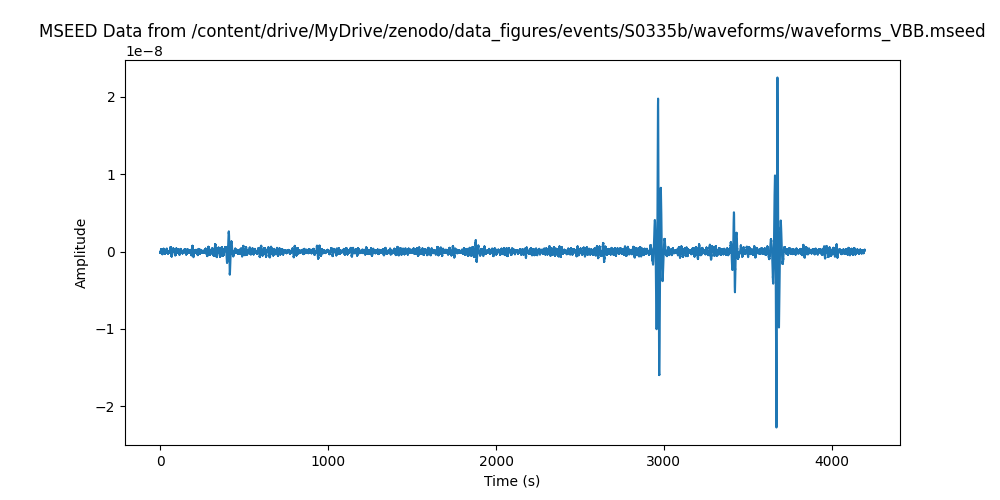 MSEED Data from /content/drive/MyDrive/zenodo/data_figures/events/S0335b/waveforms/waveforms_VBB.mseed
1e−8
2
1
0
−1
−2
Amplitude
0 1000 2000 3000 4000
Time (s)